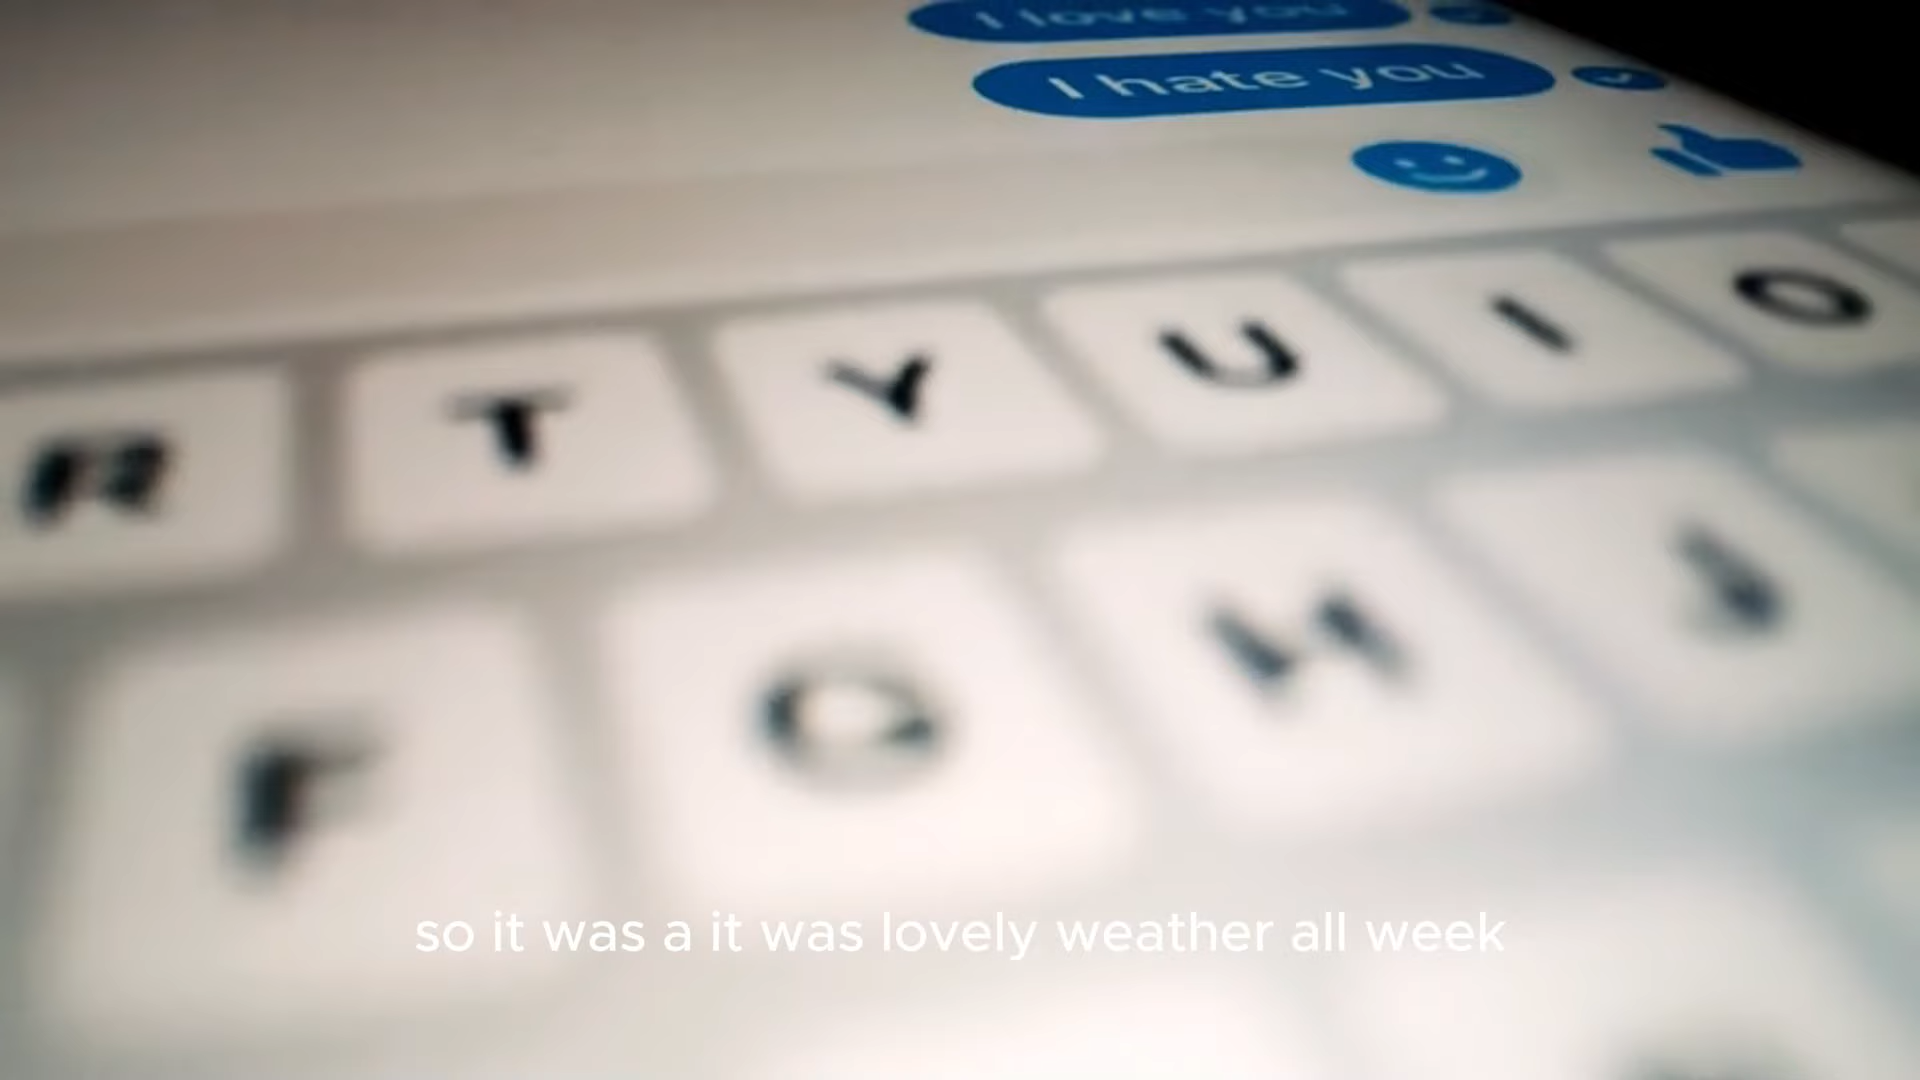 I love you
I hate you
R T Y U I O
F G H J
so it was a it was lovely weather all week